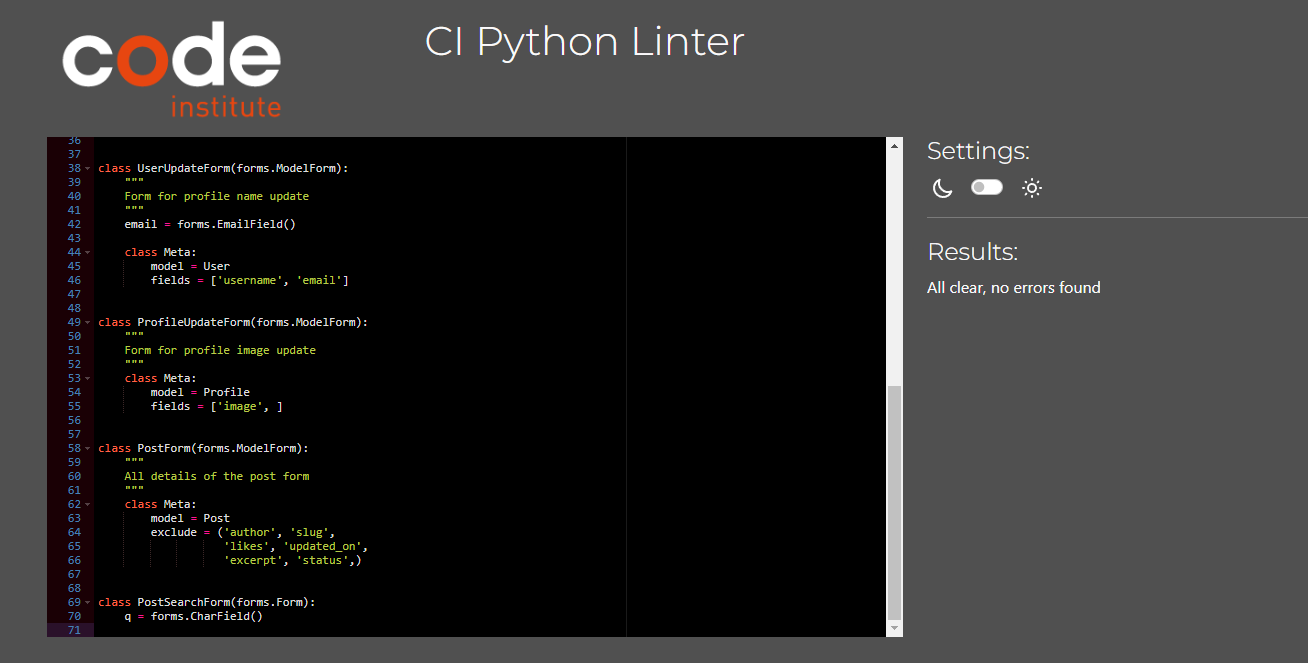 code
institute
CI Python Linter
36
37
38 class UserUpdateForm(forms.ModelForm):
39     """
40     Form for profile name update
41     """
42     email = forms.EmailField()
43
44     class Meta:
45         model = User
46         fields = ['username', 'email']
47
48
49 class ProfileUpdateForm(forms.ModelForm):
50     """
51     Form for profile image update
52     """
53     class Meta:
54         model = Profile
55         fields = ['image', ]
56
57
58 class PostForm(forms.ModelForm):
59     """
60     All details of the post form
61     """
62     class Meta:
63         model = Post
64         exclude = ('author', 'slug',
65                    'likes', 'updated_on',
66                    'excerpt', 'status',)
67
68
69 class PostSearchForm(forms.Form):
70     q = forms.CharField()
71
Settings:
Results:
All clear, no errors found